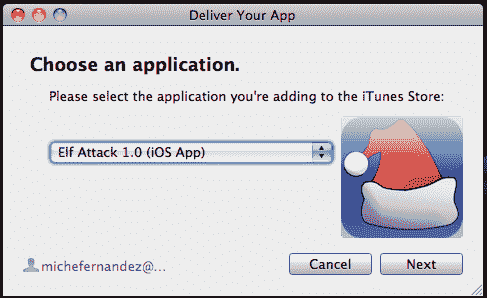 Deliver Your App
Choose an application.
Please select the application you're adding to the iTunes Store:
Elf Attack 1.0 (iOS App)
michefernandez@...
Cancel
Next